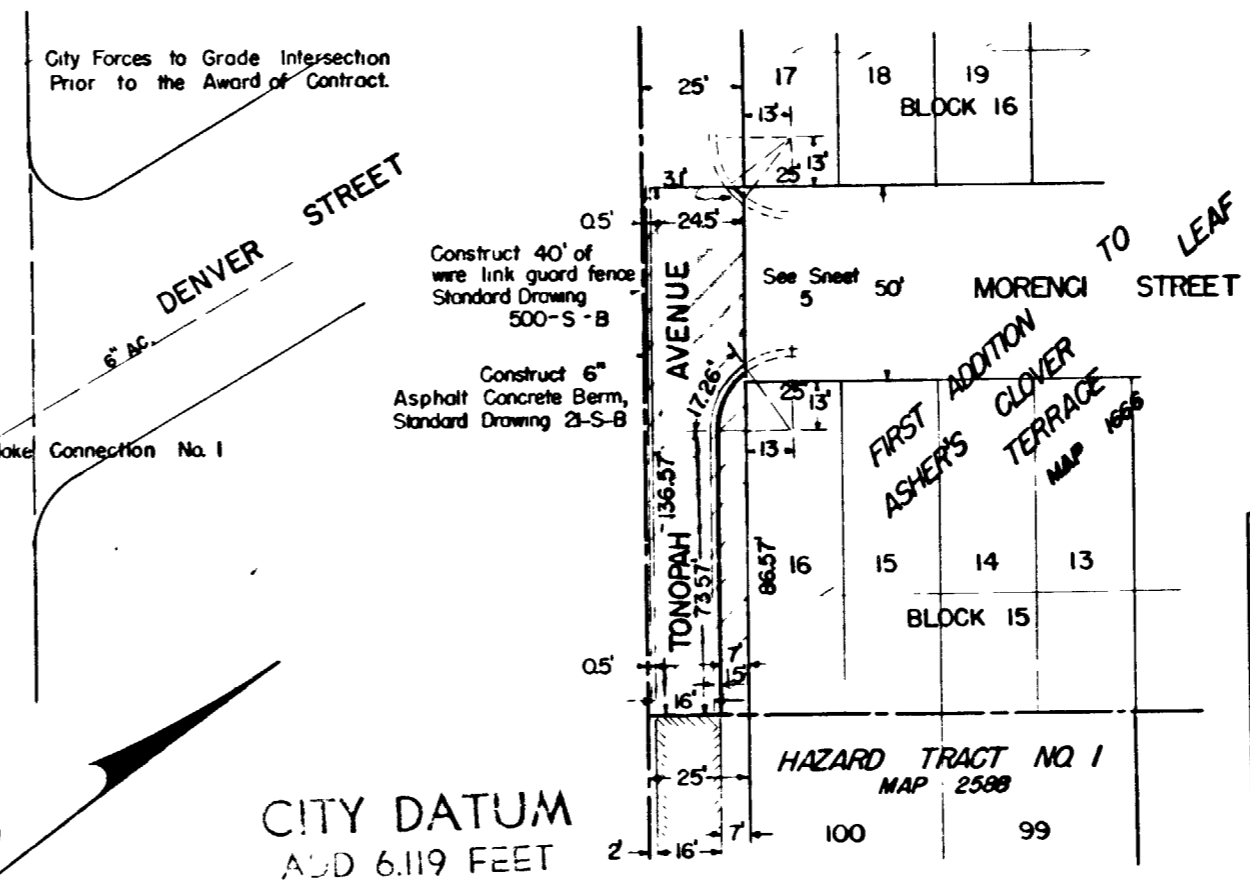 City Forces to Grade Intersection
Prior to the Award of Contract.
DENVER STREET
6" A.C.
Connection No. 1
25'
17
18
19
BLOCK 16
13'
13'
25'
3.1'
0.5'
24.5'
Construct 40' of
wire link guard fence
Standard Drawing
500-S-B
Construct 6"
Asphalt Concrete Berm,
Standard Drawing 21-S-B
TONOPAH AVENUE
See Sheet
5
50'
MORENCI STREET
TO LEAF
FIRST ADDITION
ASHER'S CLOVER
TERRACE
MAP 1666
17.26'
25'
13'
13
136.57'
73.57'
86.57'
16
15
14
13
BLOCK 15
0.5'
7'
5'
16'
HAZARD TRACT NO. 1
MAP 2588
25'
7'
100
99
2'
16'
CITY DATUM
ADD 6.119 FEET